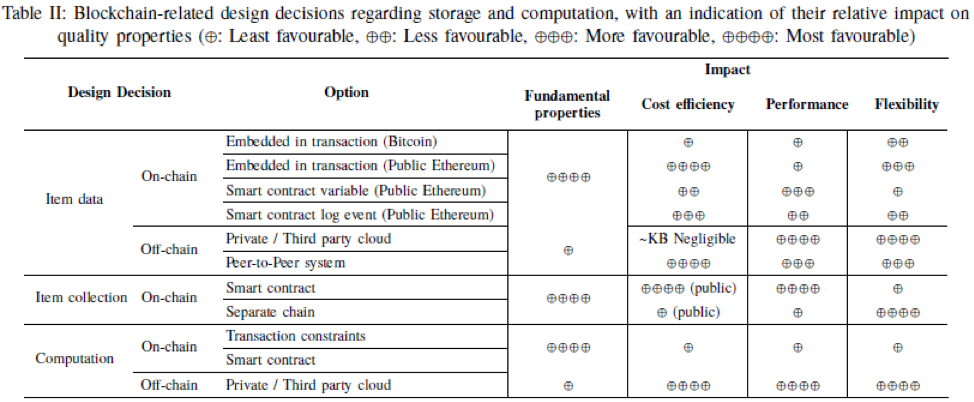 Table II: Blockchain-related design decisions regarding storage and computation, with an indication of their relative impact on
quality properties (⊕: Least favourable, ⊕⊕: Less favourable, ⊕⊕⊕: More favourable, ⊕⊕⊕⊕: Most favourable)
Impact
Design Decision Option Fundamental properties Cost efficiency Performance Flexibility
Embedded in transaction (Bitcoin) ⊕ ⊕ ⊕⊕
On-chain Embedded in transaction (Public Ethereum) ⊕⊕⊕⊕ ⊕⊕⊕⊕ ⊕ ⊕⊕⊕
Item data Smart contract variable (Public Ethereum) ⊕⊕ ⊕⊕⊕ ⊕
Smart contract log event (Public Ethereum) ⊕⊕⊕ ⊕⊕ ⊕⊕
Off-chain Private / Third party cloud ⊕ ~KB Negligible ⊕⊕⊕⊕ ⊕⊕⊕⊕
Peer-to-Peer system ⊕⊕⊕⊕ ⊕⊕⊕ ⊕⊕⊕
Item collection On-chain Smart contract ⊕⊕⊕⊕ ⊕⊕⊕⊕ (public) ⊕⊕⊕⊕ ⊕
Separate chain ⊕ (public) ⊕ ⊕⊕⊕⊕
Computation On-chain Transaction constraints ⊕⊕⊕⊕ ⊕ ⊕ ⊕
Smart contract
Off-chain Private / Third party cloud ⊕ ⊕⊕⊕⊕ ⊕⊕⊕⊕ ⊕⊕⊕⊕